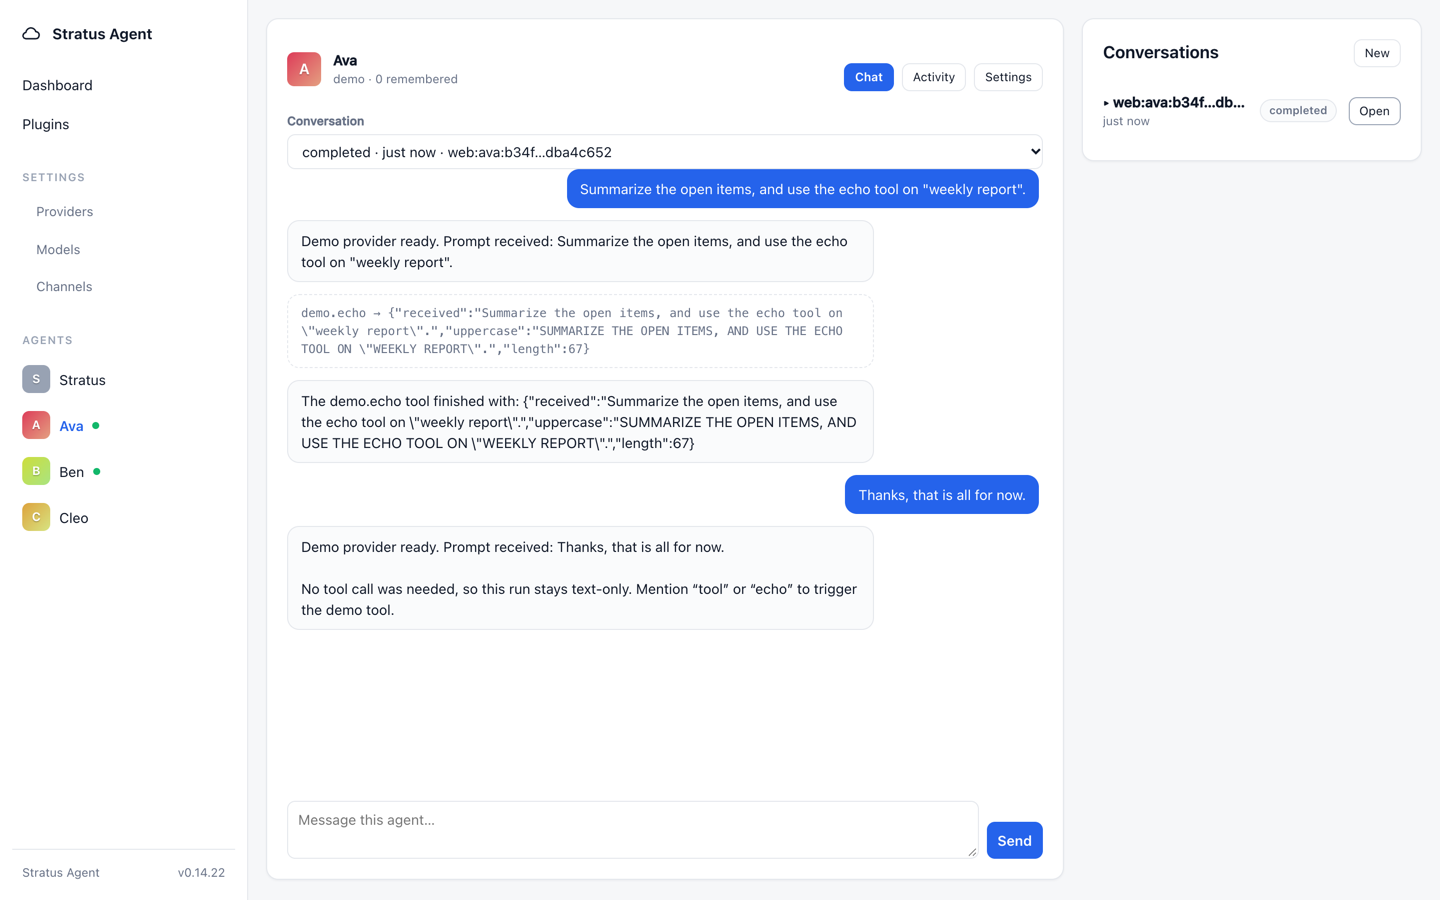 Stratus Agent
Dashboard
Plugins
SETTINGS
Providers
Models
Channels
AGENTS
S Stratus
A Ava
B Ben
C Cleo
Stratus Agent v0.14.22
A Ava
demo · 0 remembered
Chat Activity Settings
Conversation
completed · just now · web:ava:b34f...dba4c652
Summarize the open items, and use the echo tool on "weekly report".
Demo provider ready. Prompt received: Summarize the open items, and use the echo
tool on "weekly report".
demo.echo → {"received":"Summarize the open items, and use the echo tool on
\"weekly report\".","uppercase":"SUMMARIZE THE OPEN ITEMS, AND USE THE ECHO
TOOL ON \"WEEKLY REPORT\".","length":67}
The demo.echo tool finished with: {"received":"Summarize the open items, and use
the echo tool on \"weekly report\".","uppercase":"SUMMARIZE THE OPEN ITEMS, AND
USE THE ECHO TOOL ON \"WEEKLY REPORT\".","length":67}
Thanks, that is all for now.
Demo provider ready. Prompt received: Thanks, that is all for now.
No tool call was needed, so this run stays text-only. Mention “tool” or “echo” to trigger
the demo tool.
Message this agent...
Send
Conversations New
▸ web:ava:b34f...db... completed Open
just now